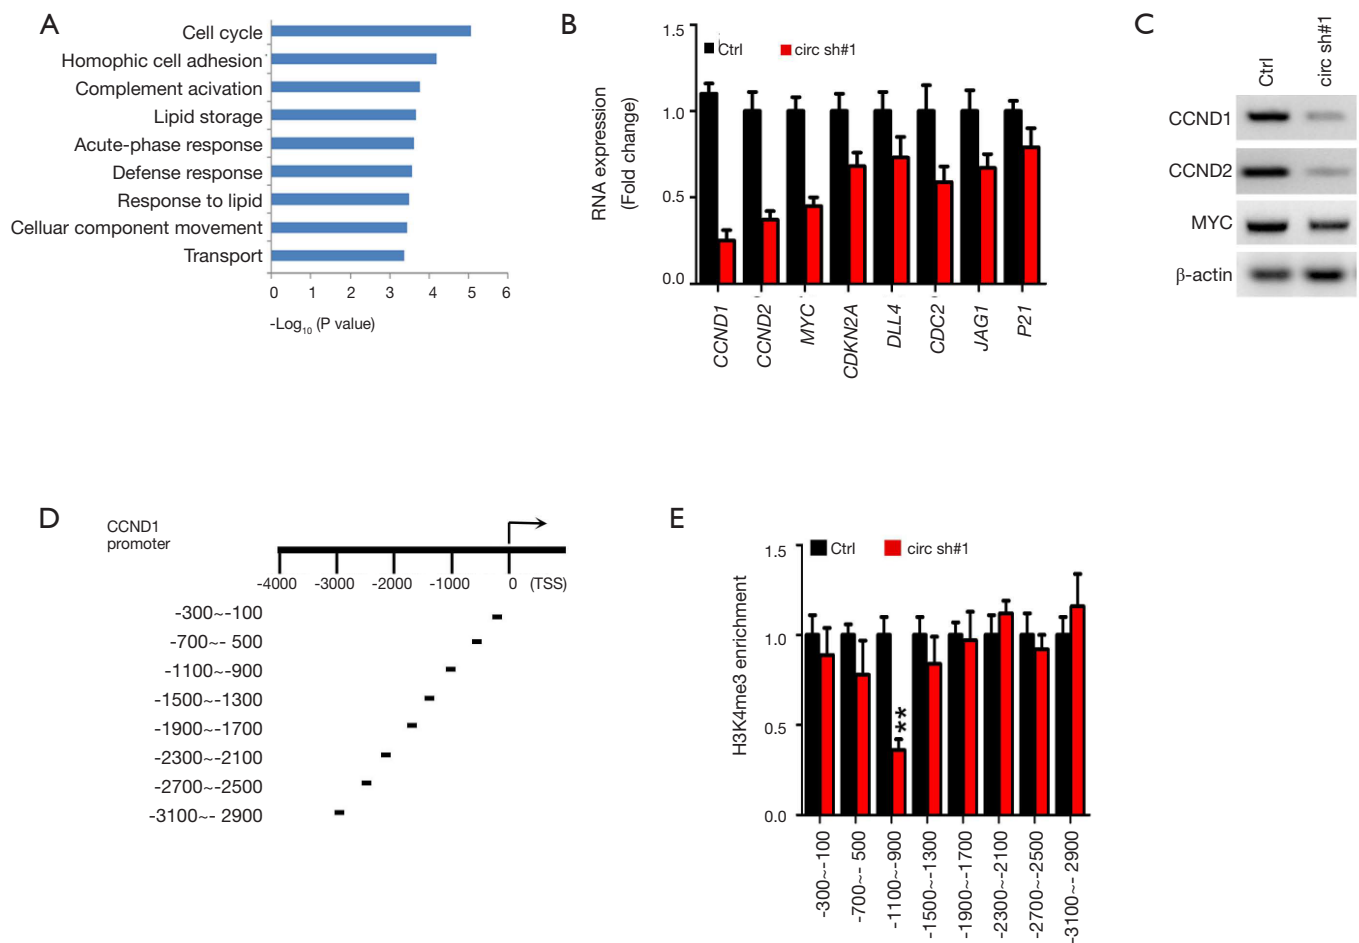 A
Cell cycle
Homophic cell adhesion
Complement acivation
Lipid storage
Acute-phase response
Defense response
Response to lipid
Celluar component movement
Transport
0 1 2 3 4 5 6
-Log10 (P value)
B
1.5
1.0
0.5
0.0
RNA expression
(Fold change)
Ctrl
circ sh#1
CCND1
CCND2
MYC
CDKN2A
DLL4
CDC2
JAG1
P21
C
Ctrl
circ sh#1
CCND1
CCND2
MYC
β-actin
D
CCND1
promoter
-4000 -3000 -2000 -1000 0 (TSS)
-300~-100
-700~- 500
-1100~-900
-1500~-1300
-1900~-1700
-2300~-2100
-2700~-2500
-3100~- 2900
E
1.5
1.0
0.5
0.0
H3K4me3 enrichment
Ctrl
circ sh#1
**
-300~-100
-700~- 500
-1100~-900
-1500~-1300
-1900~-1700
-2300~-2100
-2700~-2500
-3100~- 2900